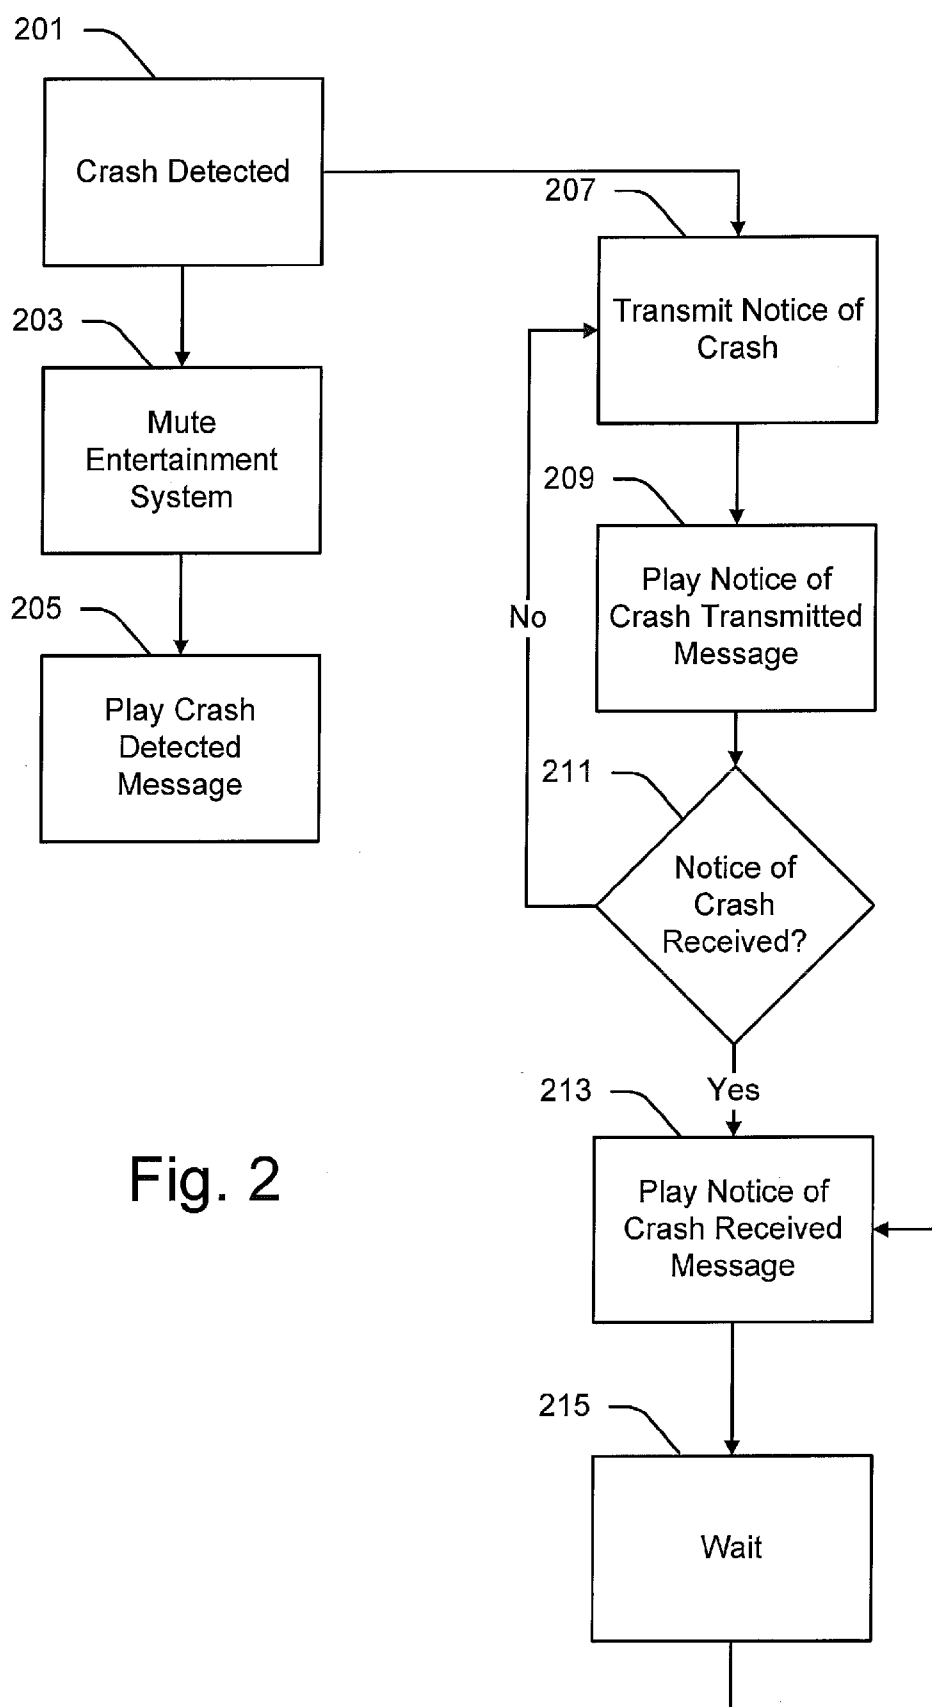 201
Crash Detected
207
Transmit Notice of
Crash
203
Mute
Entertainment
System
209
Play Notice of
Crash Transmitted
Message
No
205
Play Crash
Detected
Message
211
Notice of
Crash
Received?
Yes
213
Play Notice of
Crash Received
Message
Fig. 2
215
Wait